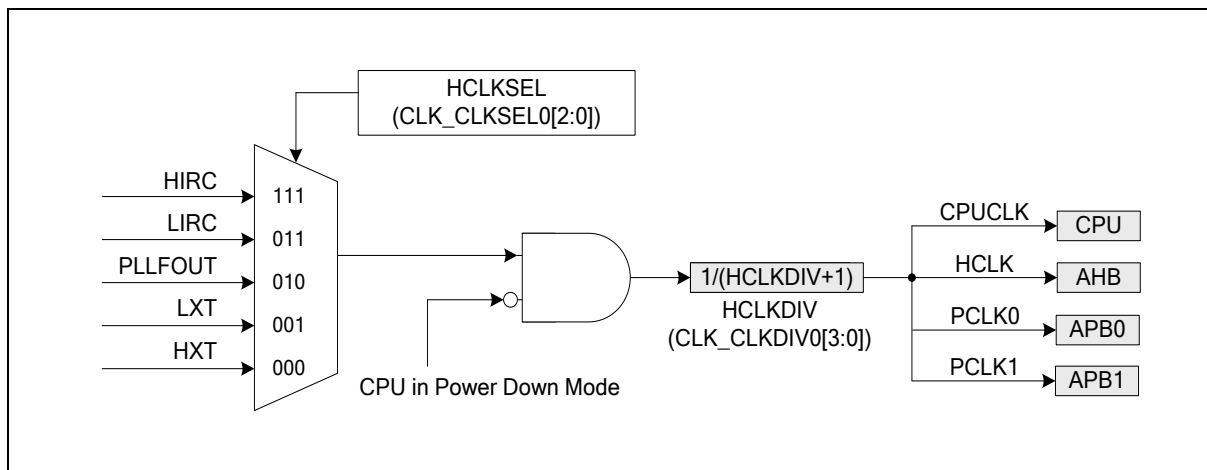 HCLKSEL
(CLK_CLKSEL0[2:0])
HIRC
111
LIRC
011
PLLFOUT
010
LXT
001
HXT
000
CPU in Power Down Mode
1/(HCLKDIV+1)
HCLKDIV
(CLK_CLKDIV0[3:0])
CPUCLK
CPU
HCLK
AHB
PCLK0
APB0
PCLK1
APB1